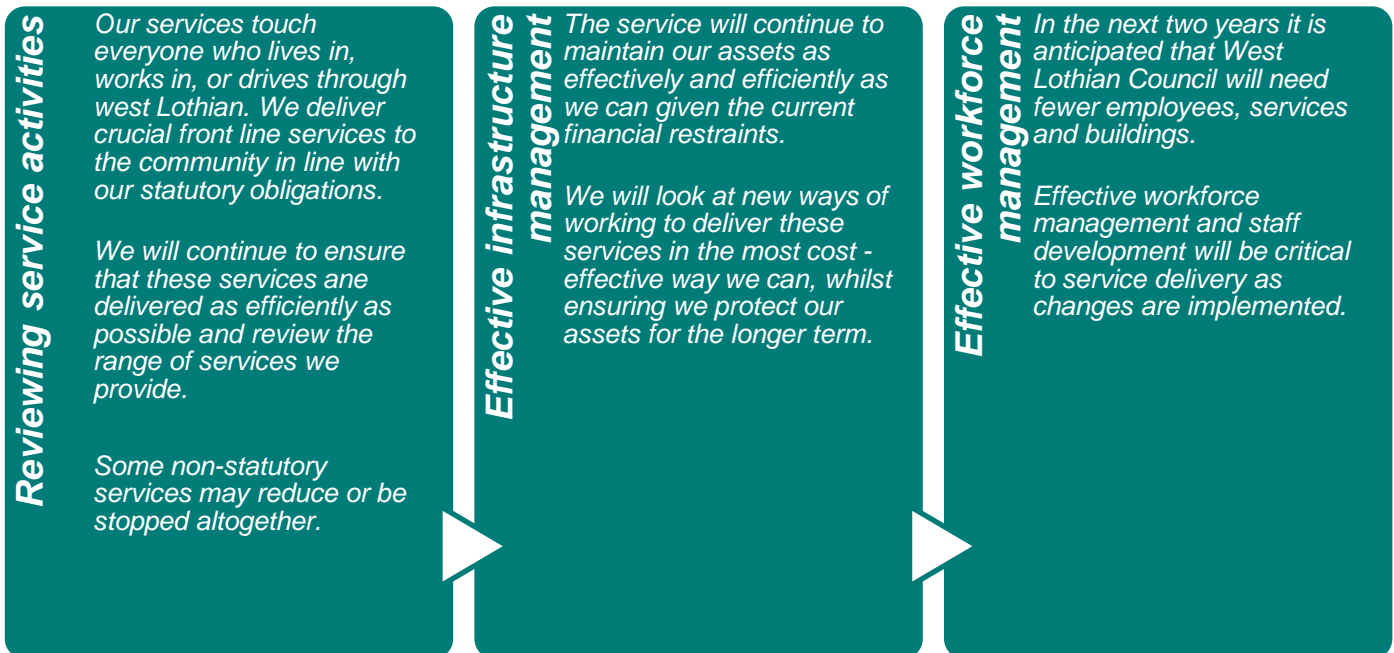 Reviewing service activities
Our services touch
everyone who lives in,
works in, or drives through
west Lothian. We deliver
crucial front line services to
the community in line with
our statutory obligations.
We will continue to ensure
that these services ane
delivered as efficiently as
possible and review the
range of services we
provide.
Some non-statutory
services may reduce or be
stopped altogether.
Effective infrastructure
management
The service will continue to
maintain our assets as
effectively and efficiently as
we can given the current
financial restraints.
We will look at new ways of
working to deliver these
services in the most cost -
effective way we can, whilst
ensuring we protect our
assets for the longer term.
Effective workforce
management
In the next two years it is
anticipated that West
Lothian Council will need
fewer employees, services
and buildings.
Effective workforce
management and staff
development will be critical
to service delivery as
changes are implemented.